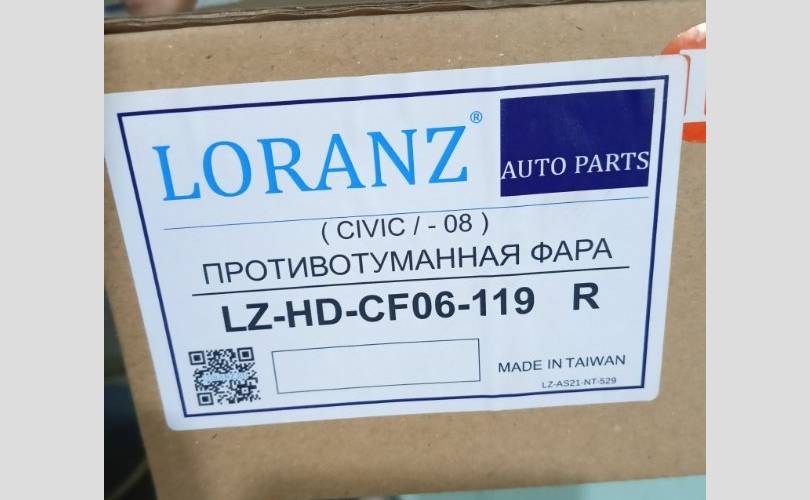 LORANZ®
AUTO PARTS
( CIVIC / - 08 )
ПРОТИВОТУМАННАЯ ФАРА
LZ-HD-CF06-119 R
MADE IN TAIWAN
LZ-AS21-NT-529